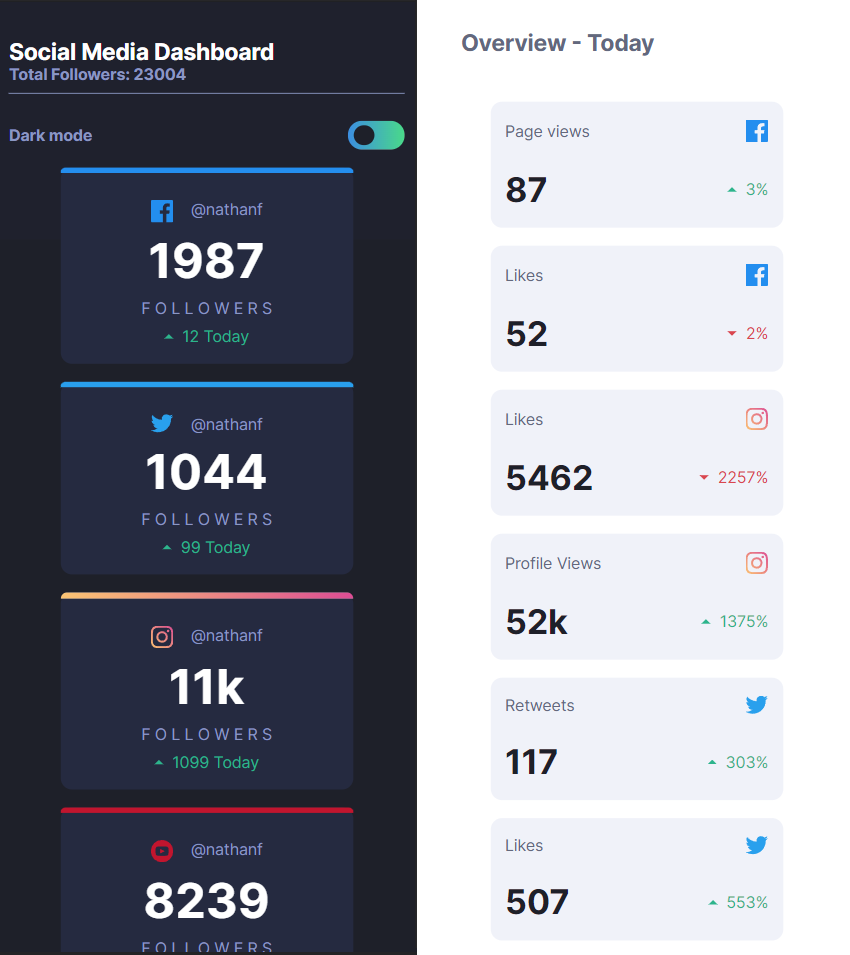 Social Media Dashboard
Total Followers: 23004
Dark mode
@nathanf
1987
FOLLOWERS
12 Today
@nathanf
1044
FOLLOWERS
99 Today
@nathanf
11k
FOLLOWERS
1099 Today
@nathanf
8239
FOLLOWERS
Overview - Today
Page views
87
3%
Likes
52
2%
Likes
5462
2257%
Profile Views
52k
1375%
Retweets
117
303%
Likes
507
553%